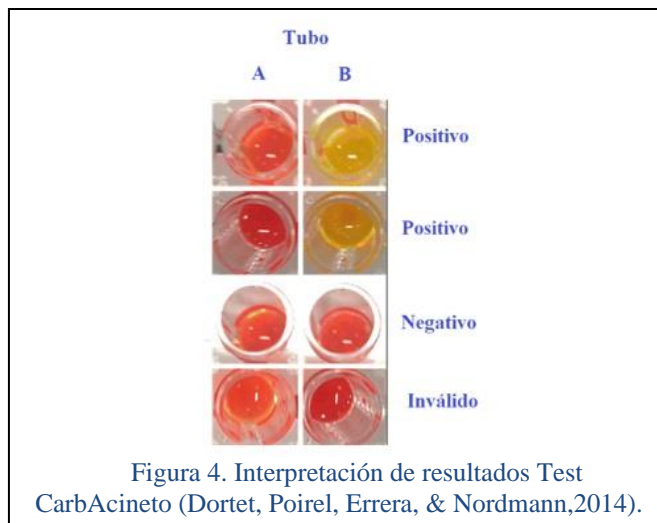 Tubo
A B
Positivo
Positivo
Negativo
Inválido
Figura 4. Interpretación de resultados Test
CarbAcineto (Dortet, Poirel, Errera, & Nordmann,2014).